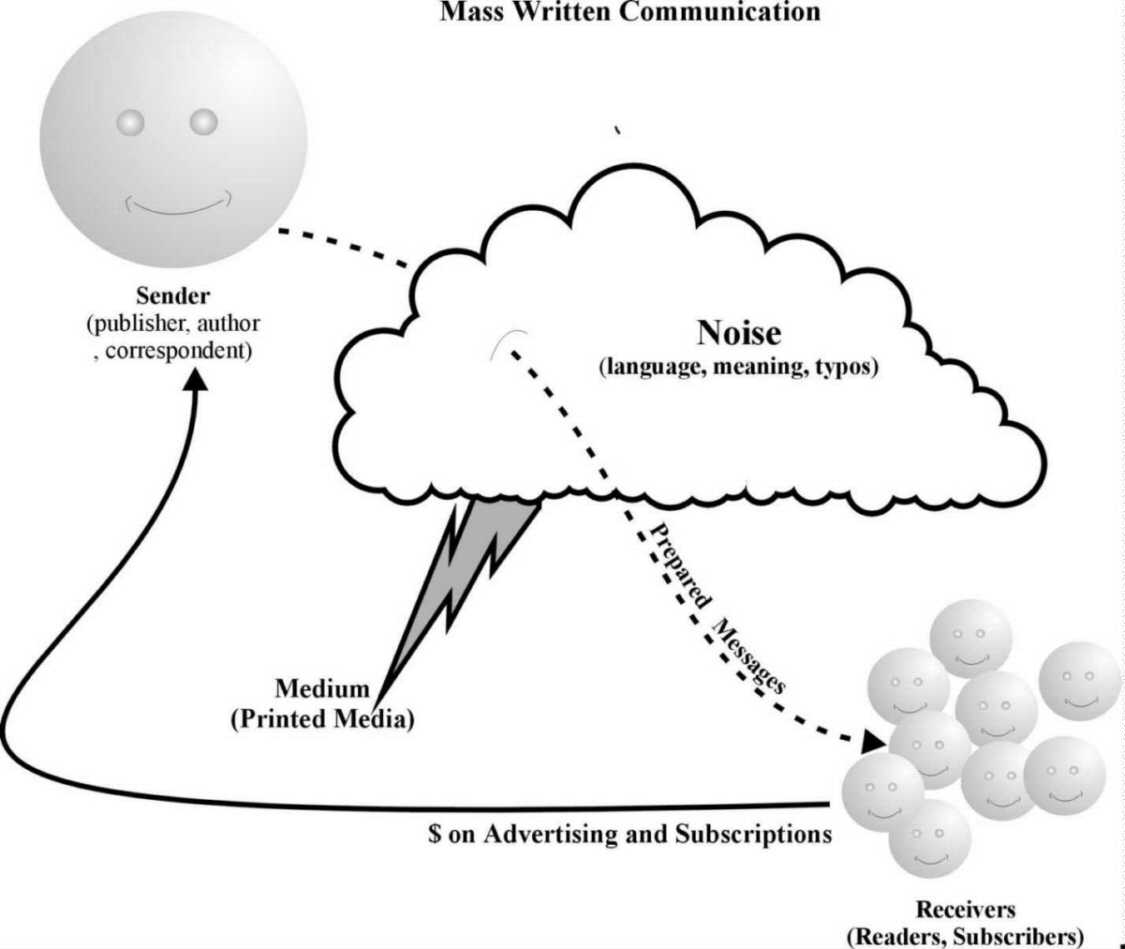 Mass Written Communication
Sender
(publisher, author
, correspondent)
Noise
(language, meaning, typos)
Prepared Messages
Medium
(Printed Media)
$ on Advertising and Subscriptions
Receivers
(Readers, Subscribers)